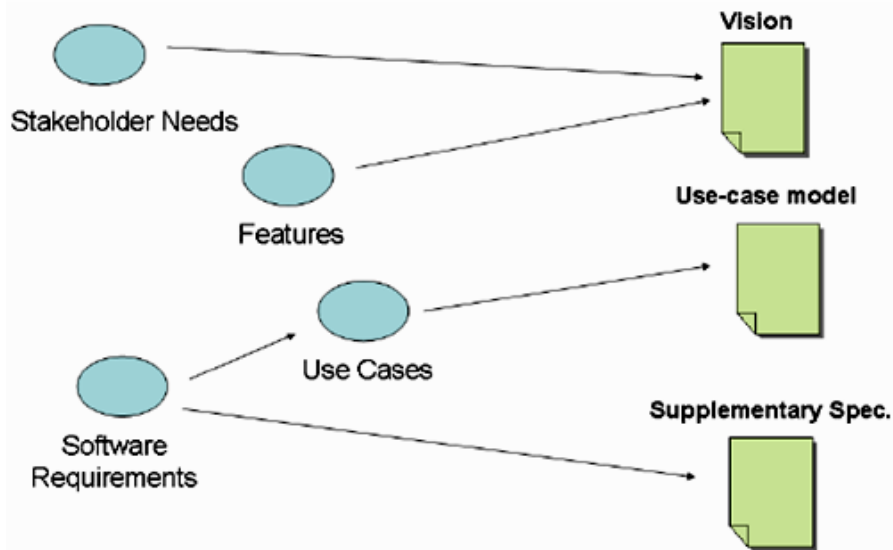 Vision
Stakeholder Needs
Use-case model
Features
Use Cases
Supplementary Spec.
Software
Requirements